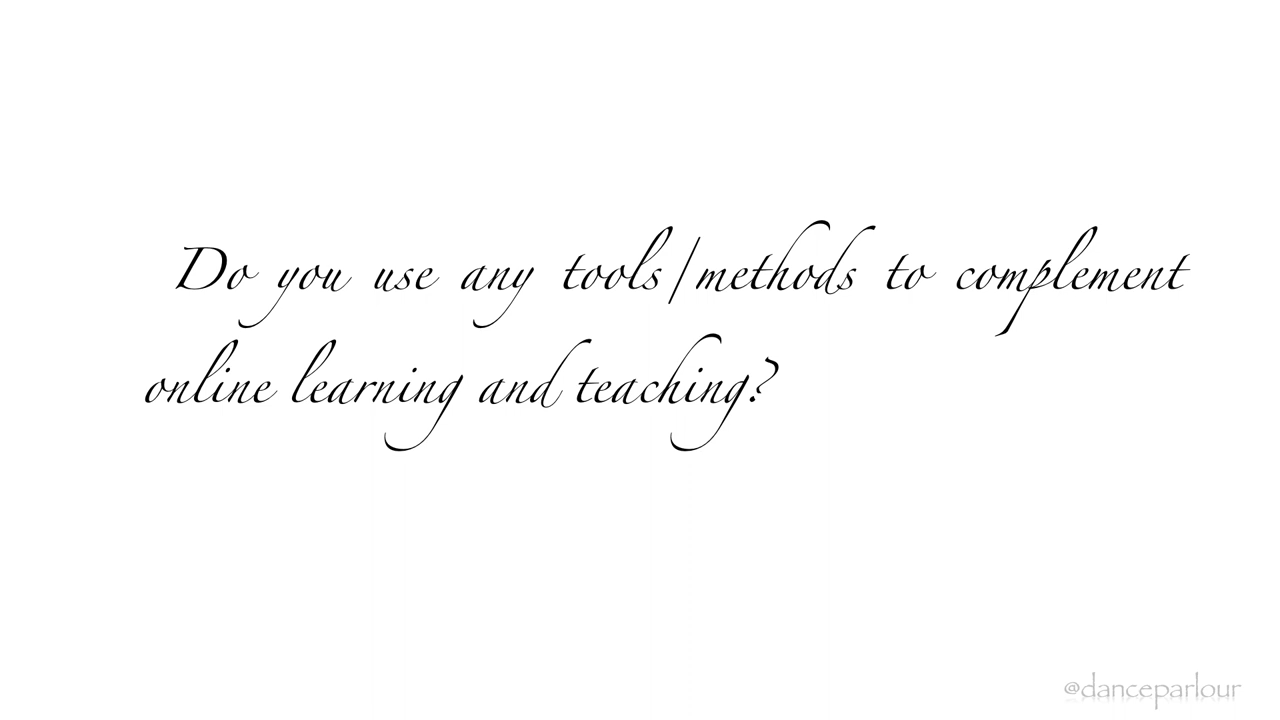 Do you use any tools/methods to complement
online learning and teaching?
@danceparlour